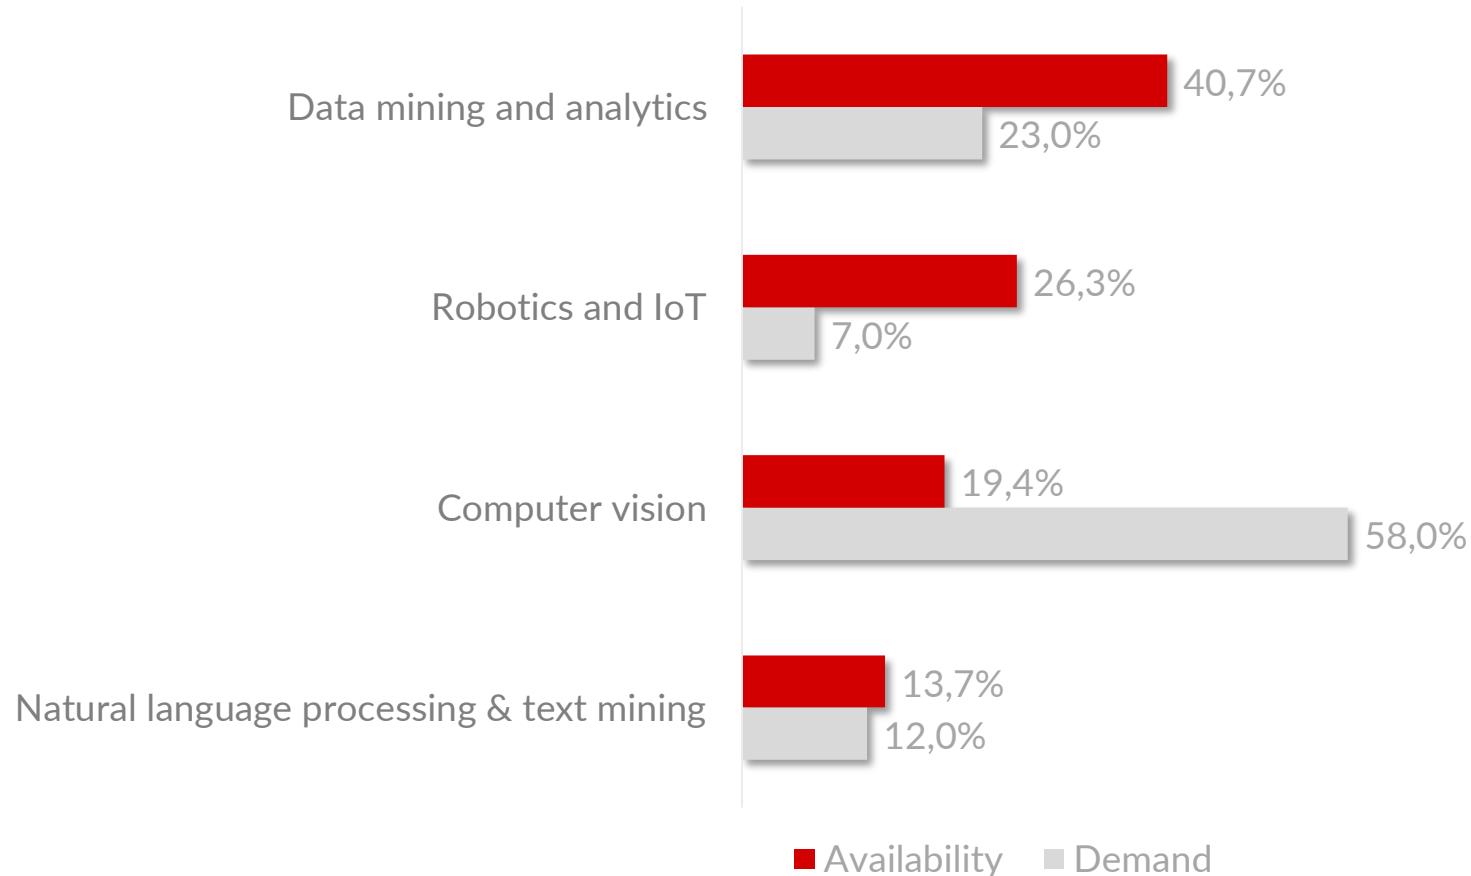 Data mining and analytics
40,7%
23,0%
Robotics and IoT
26,3%
7,0%
Computer vision
19,4%
58,0%
Natural language processing & text mining
13,7%
12,0%
Availability Demand